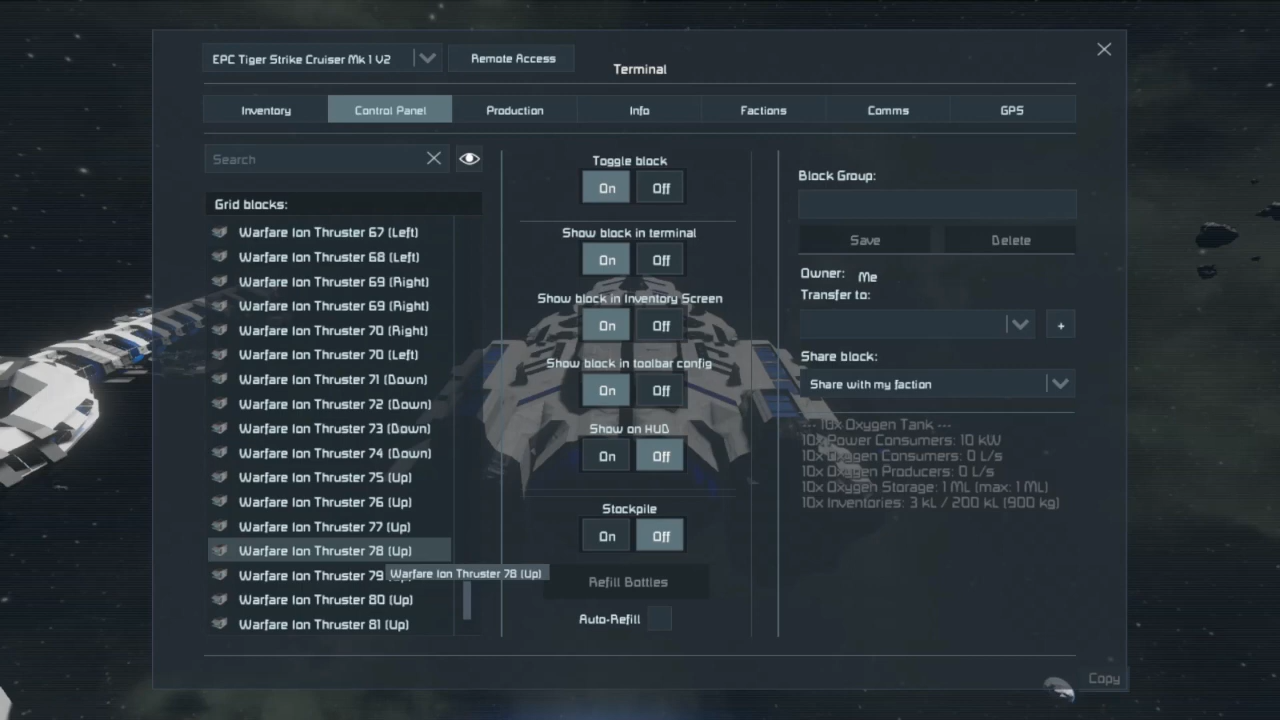 EPC Tiger Strike Cruiser Mk 1 V2
Remote Access
Terminal
Inventory
Control Panel
Production
Info
Factions
Comms
GPS
Search
Grid blocks:
Warfare Ion Thruster 67 (Left)
Warfare Ion Thruster 68 (Left)
Warfare Ion Thruster 69 (Right)
Warfare Ion Thruster 69 (Right)
Warfare Ion Thruster 70 (Right)
Warfare Ion Thruster 70 (Left)
Warfare Ion Thruster 71 (Down)
Warfare Ion Thruster 72 (Down)
Warfare Ion Thruster 73 (Down)
Warfare Ion Thruster 74 (Down)
Warfare Ion Thruster 75 (Up)
Warfare Ion Thruster 76 (Up)
Warfare Ion Thruster 77 (Up)
Warfare Ion Thruster 78 (Up)
Warfare Ion Thruster 79
Warfare Ion Thruster 78 (Up)
Warfare Ion Thruster 80 (Up)
Warfare Ion Thruster 81 (Up)
Toggle block
On Off
Show block in terminal
On Off
Show block in Inventory Screen
On Off
Show block in toolbar config
On Off
Show on HUD
On Off
Stockpile
On Off
Refill Bottles
Auto-Refill
Block Group:
Save
Delete
Owner: Me
Transfer to:
+
Share block:
Share with my faction
--- 10x Oxygen Tank ---
10x Power Consumers: 10 kW
10x Oxygen Consumers: 0 L/s
10x Oxygen Producers: 0 L/s
10x Oxygen Storage: 1 ML (max: 1 ML)
10x Inventories: 3 kL / 200 kL (900 kg)
Copy